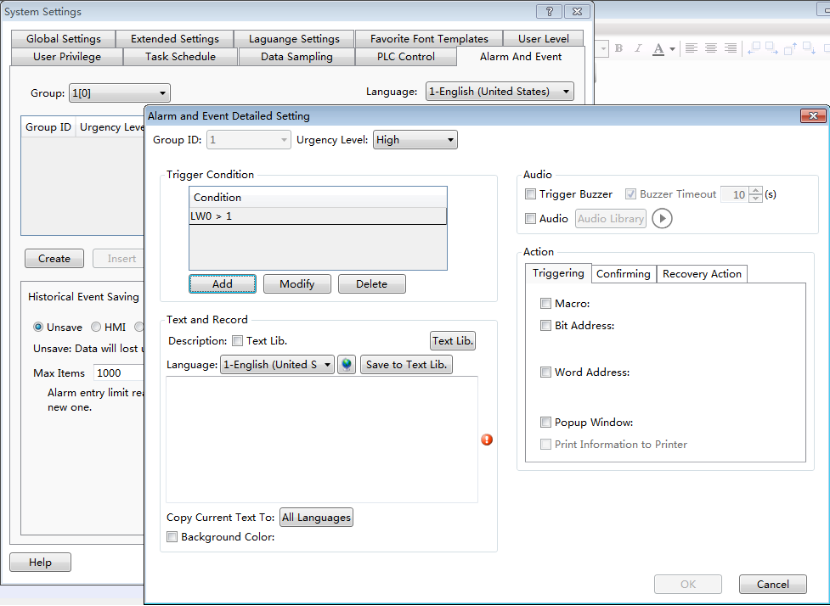 System Settings
Global Settings Extended Settings Laguange Settings Favorite Font Templates User Level
User Privilege Task Schedule Data Sampling PLC Control Alarm And Event
B I A
Group: 1[0] Language: 1-English (United States)
Group ID Urgency Leve
Create Insert
Historical Event Saving
Unsave HMI
Unsave: Data will lost u
Max Items 1000
Alarm entry limit rea
new one.
Help
Alarm and Event Detailed Setting
Group ID: 1 Urgency Level: High
Trigger Condition
Condition
LW0 > 1
Add Modify Delete
Text and Record
Description: Text Lib. Text Lib.
Language: 1-English (United S Save to Text Lib.
Copy Current Text To: All Languages
Background Color:
Audio
Trigger Buzzer Buzzer Timeout 10 (s)
Audio Audio Library
Action
Triggering Confirming Recovery Action
Macro:
Bit Address:
Word Address:
Popup Window:
Print Information to Printer
OK Cancel